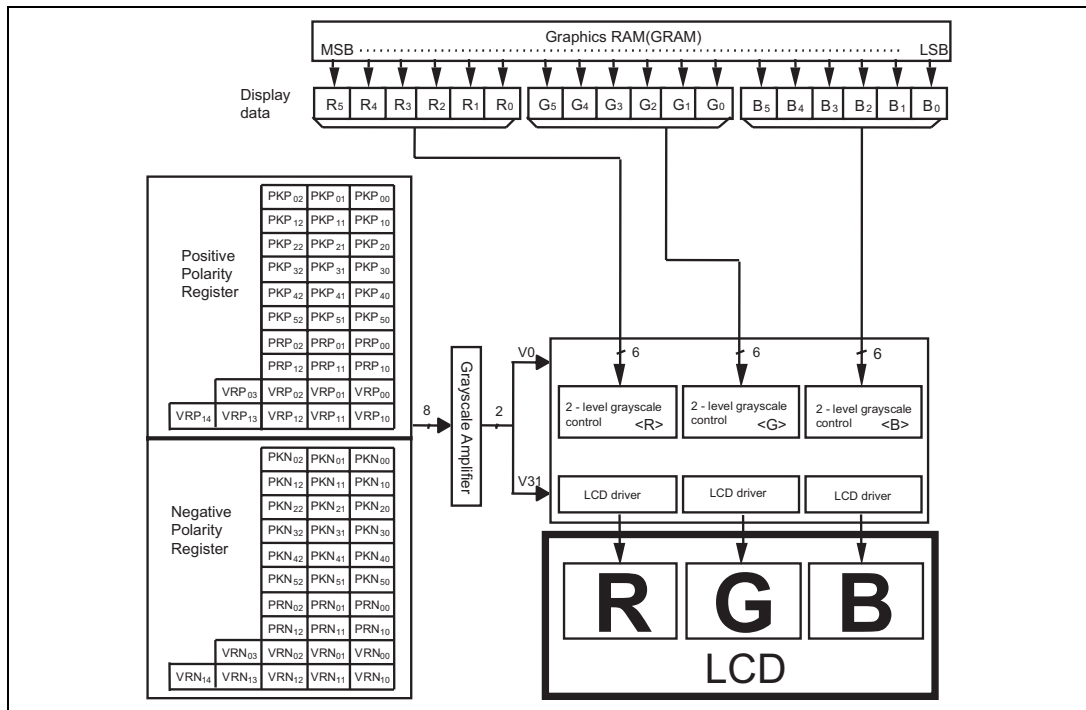 Graphics RAM(GRAM)
MSB LSB
Display data
R5 R4 R3 R2 R1 R0 G5 G4 G3 G2 G1 G0 B5 B4 B3 B2 B1 B0
Positive Polarity Register
PKP02 PKP01 PKP00
PKP12 PKP11 PKP10
PKP22 PKP21 PKP20
PKP32 PKP31 PKP30
PKP42 PKP41 PKP40
PKP52 PKP51 PKP50
PRP02 PRP01 PRP00
PRP12 PRP11 PRP10
VRP03 VRP02 VRP01 VRP00
VRP14 VRP13 VRP12 VRP11 VRP10
Negative Polarity Register
PKN02 PKN01 PKN00
PKN12 PKN11 PKN10
PKN22 PKN21 PKN20
PKN32 PKN31 PKN30
PKN42 PKN41 PKN40
PKN52 PKN51 PKN50
PRN02 PRN01 PRN00
PRN12 PRN11 PRN10
VRN03 VRN02 VRN01 VRN00
VRN14 VRN13 VRN12 VRN11 VRN10
8
Grayscale Amplifier
2
V0
V31
6 6 6
2 - level grayscale control <R>
2 - level grayscale control <G>
2 - level grayscale control <B>
LCD driver LCD driver LCD driver
R G B
LCD